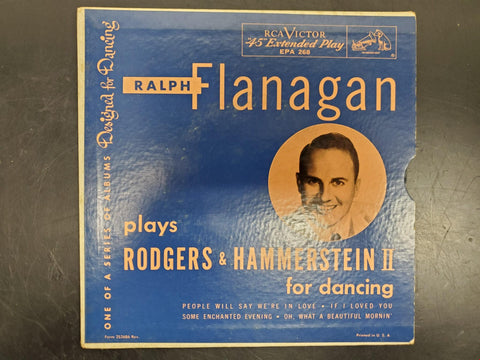 RCA VICTOR
"45" Extended Play
EPA 268
ONE OF A SERIES OF ALBUMS Designed for Dancing
RALPH Flanagan
plays
RODGERS & HAMMERSTEIN II
for dancing
PEOPLE WILL SAY WE'RE IN LOVE • IF I LOVED YOU
SOME ENCHANTED EVENING • OH, WHAT A BEAUTIFUL MORNIN'
Printed in U. S. A.